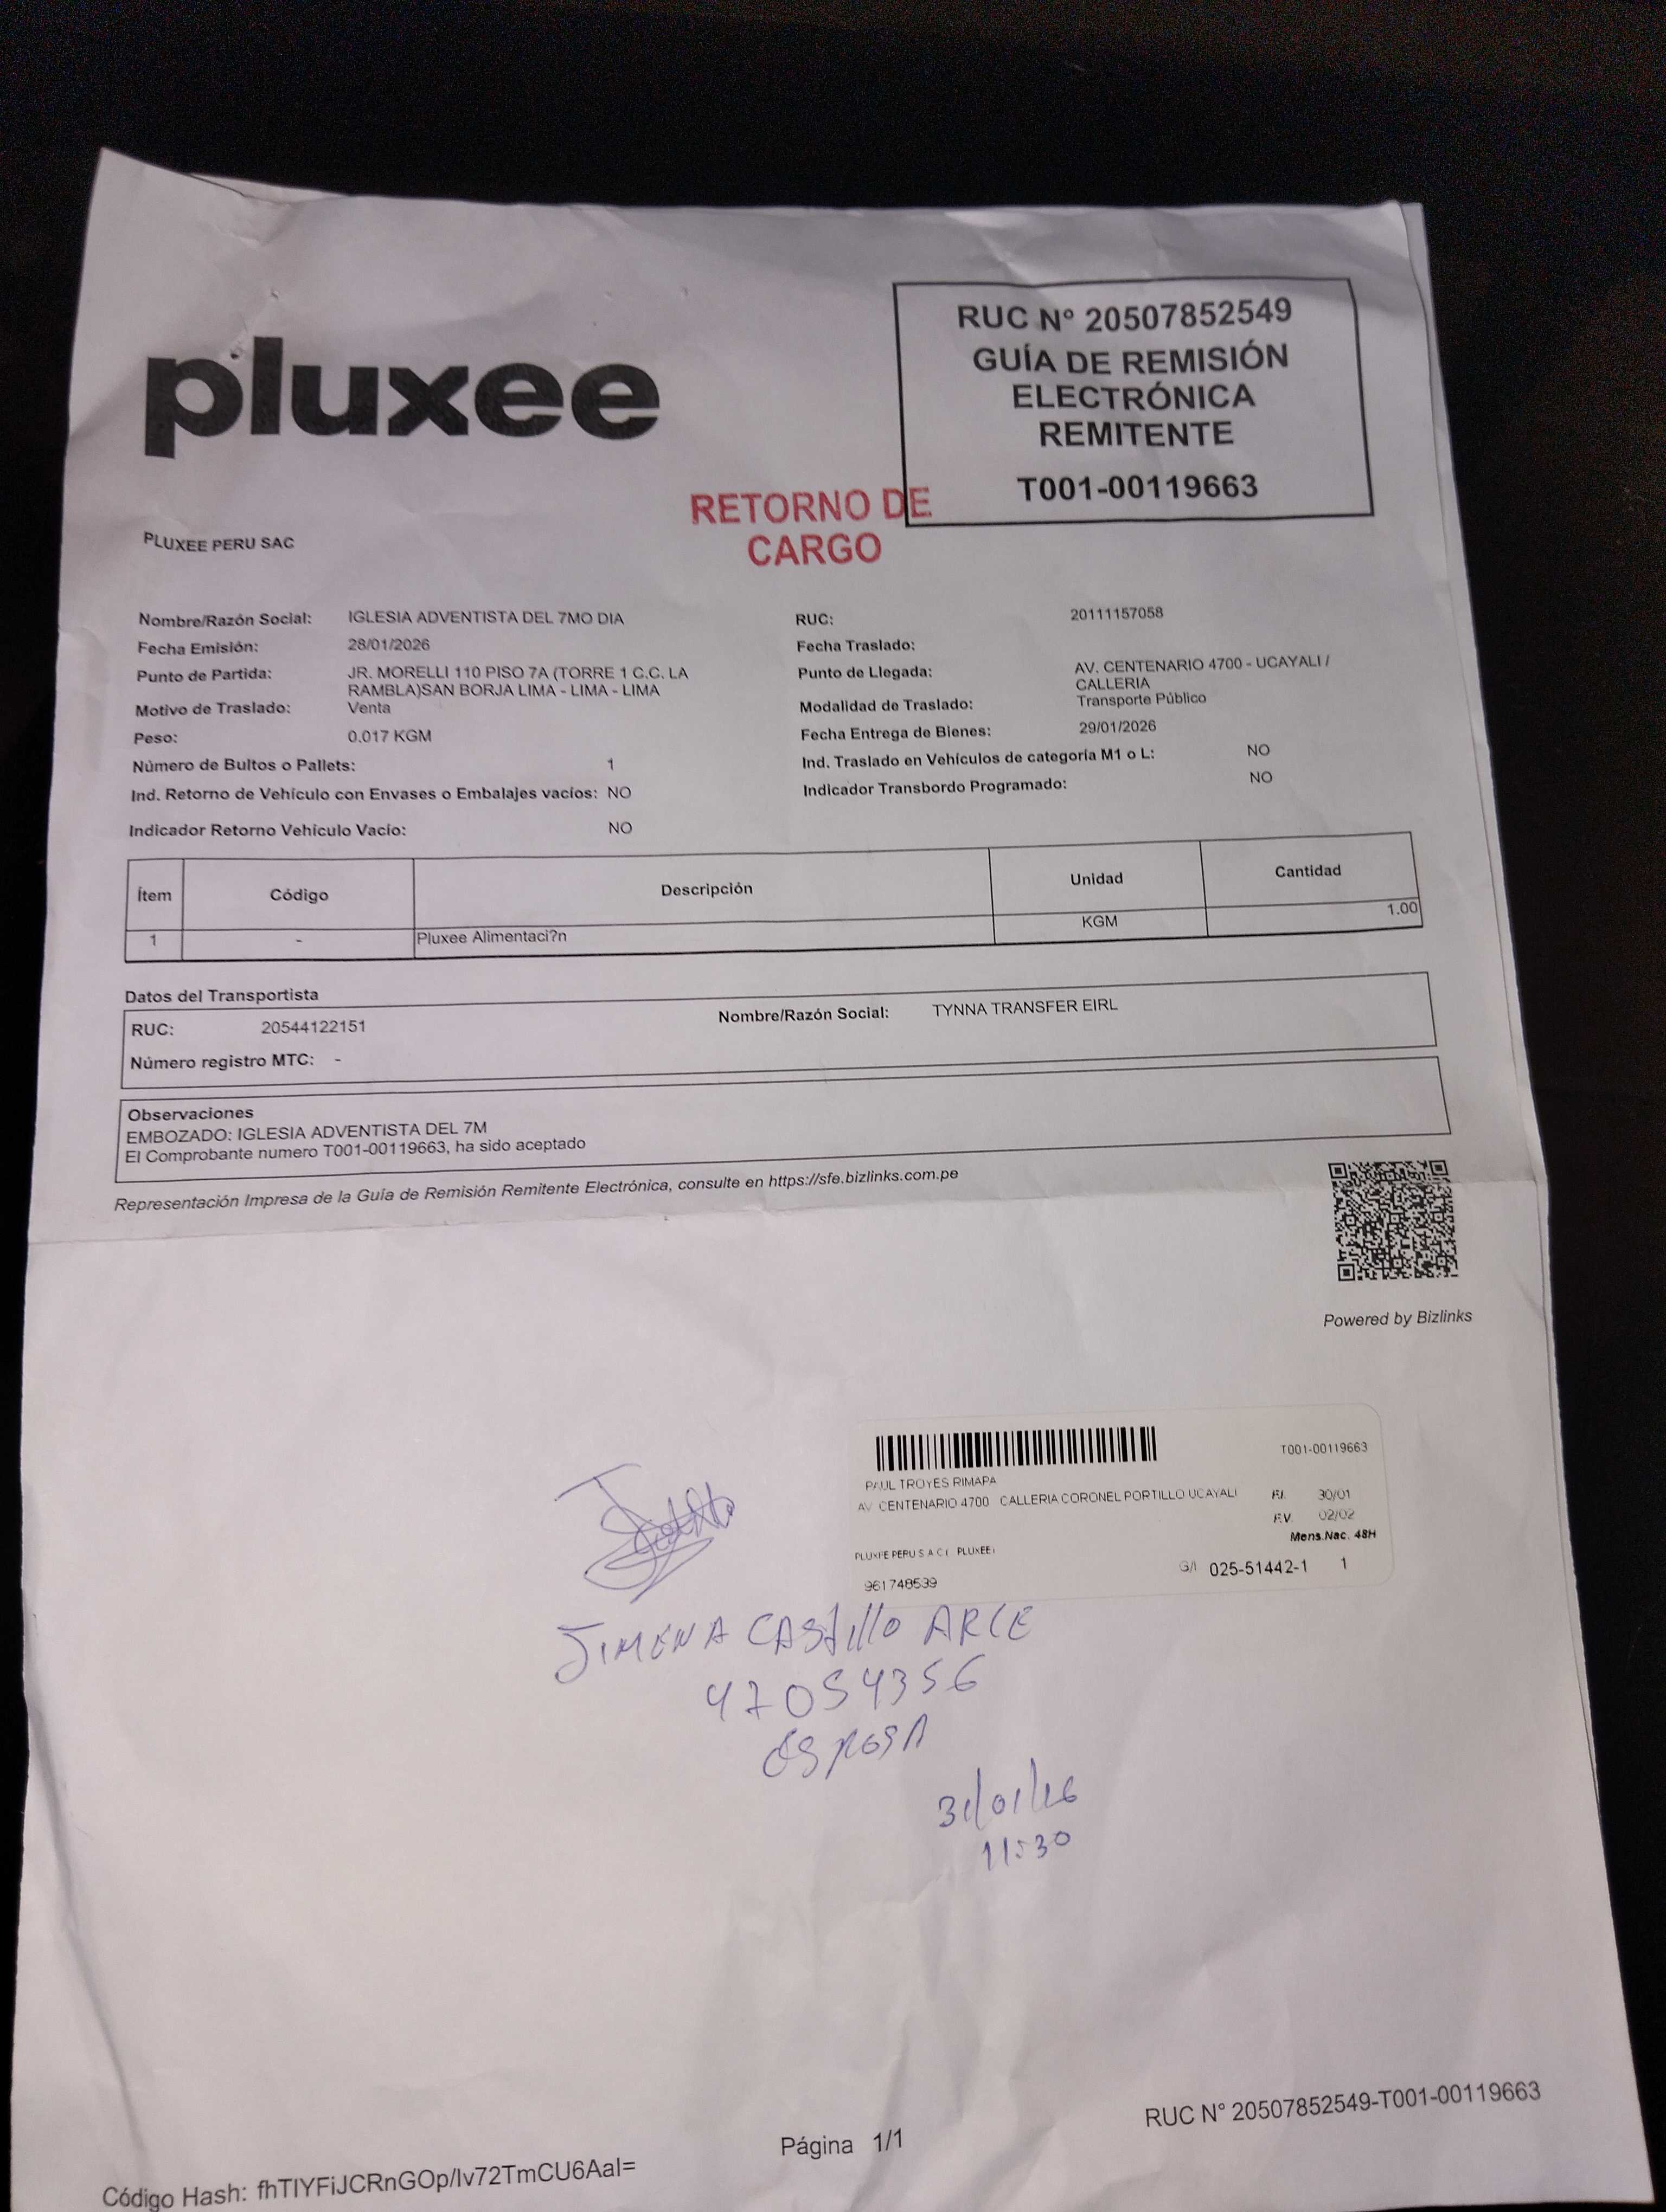 RUC Nº 20507852549
GUÍA DE REMISIÓN
ELECTRÓNICA
REMITENTE
T001-00119663
pluxee
RETORNO DE
CARGO
PLUXEE PERU SAC
Nombre/Razón Social: IGLESIA ADVENTISTA DEL 7MO DIA RUC: 20111157058
Fecha Emisión: 28/01/2026 Fecha Traslado:
Punto de Partida: JR. MORELLI 110 PISO 7A (TORRE 1 C.C. LA Punto de Llegada: AV. CENTENARIO 4700 - UCAYALI /
RAMBLA)SAN BORJA LIMA - LIMA - LIMA CALLERIA
Motivo de Traslado: Venta Modalidad de Traslado: Transporte Público
Peso: 0.017 KGM Fecha Entrega de Bienes: 29/01/2026
Número de Bultos o Pallets: 1 Ind. Traslado en Vehículos de categoría M1 o L: NO
Ind. Retorno de Vehículo con Envases o Embalajes vacíos: NO Indicador Transbordo Programado: NO
Indicador Retorno Vehículo Vacío: NO
Ítem Código Descripción Unidad Cantidad
1 - Pluxee Alimentaci?n KGM 1.00
Datos del Transportista
RUC: 20544122151 Nombre/Razón Social: TYNNA TRANSFER EIRL
Número registro MTC: -
Observaciones
EMBOZADO: IGLESIA ADVENTISTA DEL 7M
El Comprobante numero T001-00119663, ha sido aceptado
Representación Impresa de la Guía de Remisión Remitente Electrónica, consulte en https://sfe.bizlinks.com.pe
Powered by Bizlinks
T001-00119663
PAUL TROYES RIMAPA
AV CENTENARIO 4700 CALLERIA CORONEL PORTILLO UCAYALI 30/01
F.V. 02/02
Mens.Nac. 48H
PLUXEE PERU S A C ( PLUXEE)
G/I 025-51442-1 1
961748539
JIMENA CAStillo ARCE
47054356
ESPOSA
31/01/26
11:30
RUC N° 20507852549-T001-00119663
Página 1/1
Código Hash: fhTIYFiJCRnGOp/lv72TmCU6AaI=